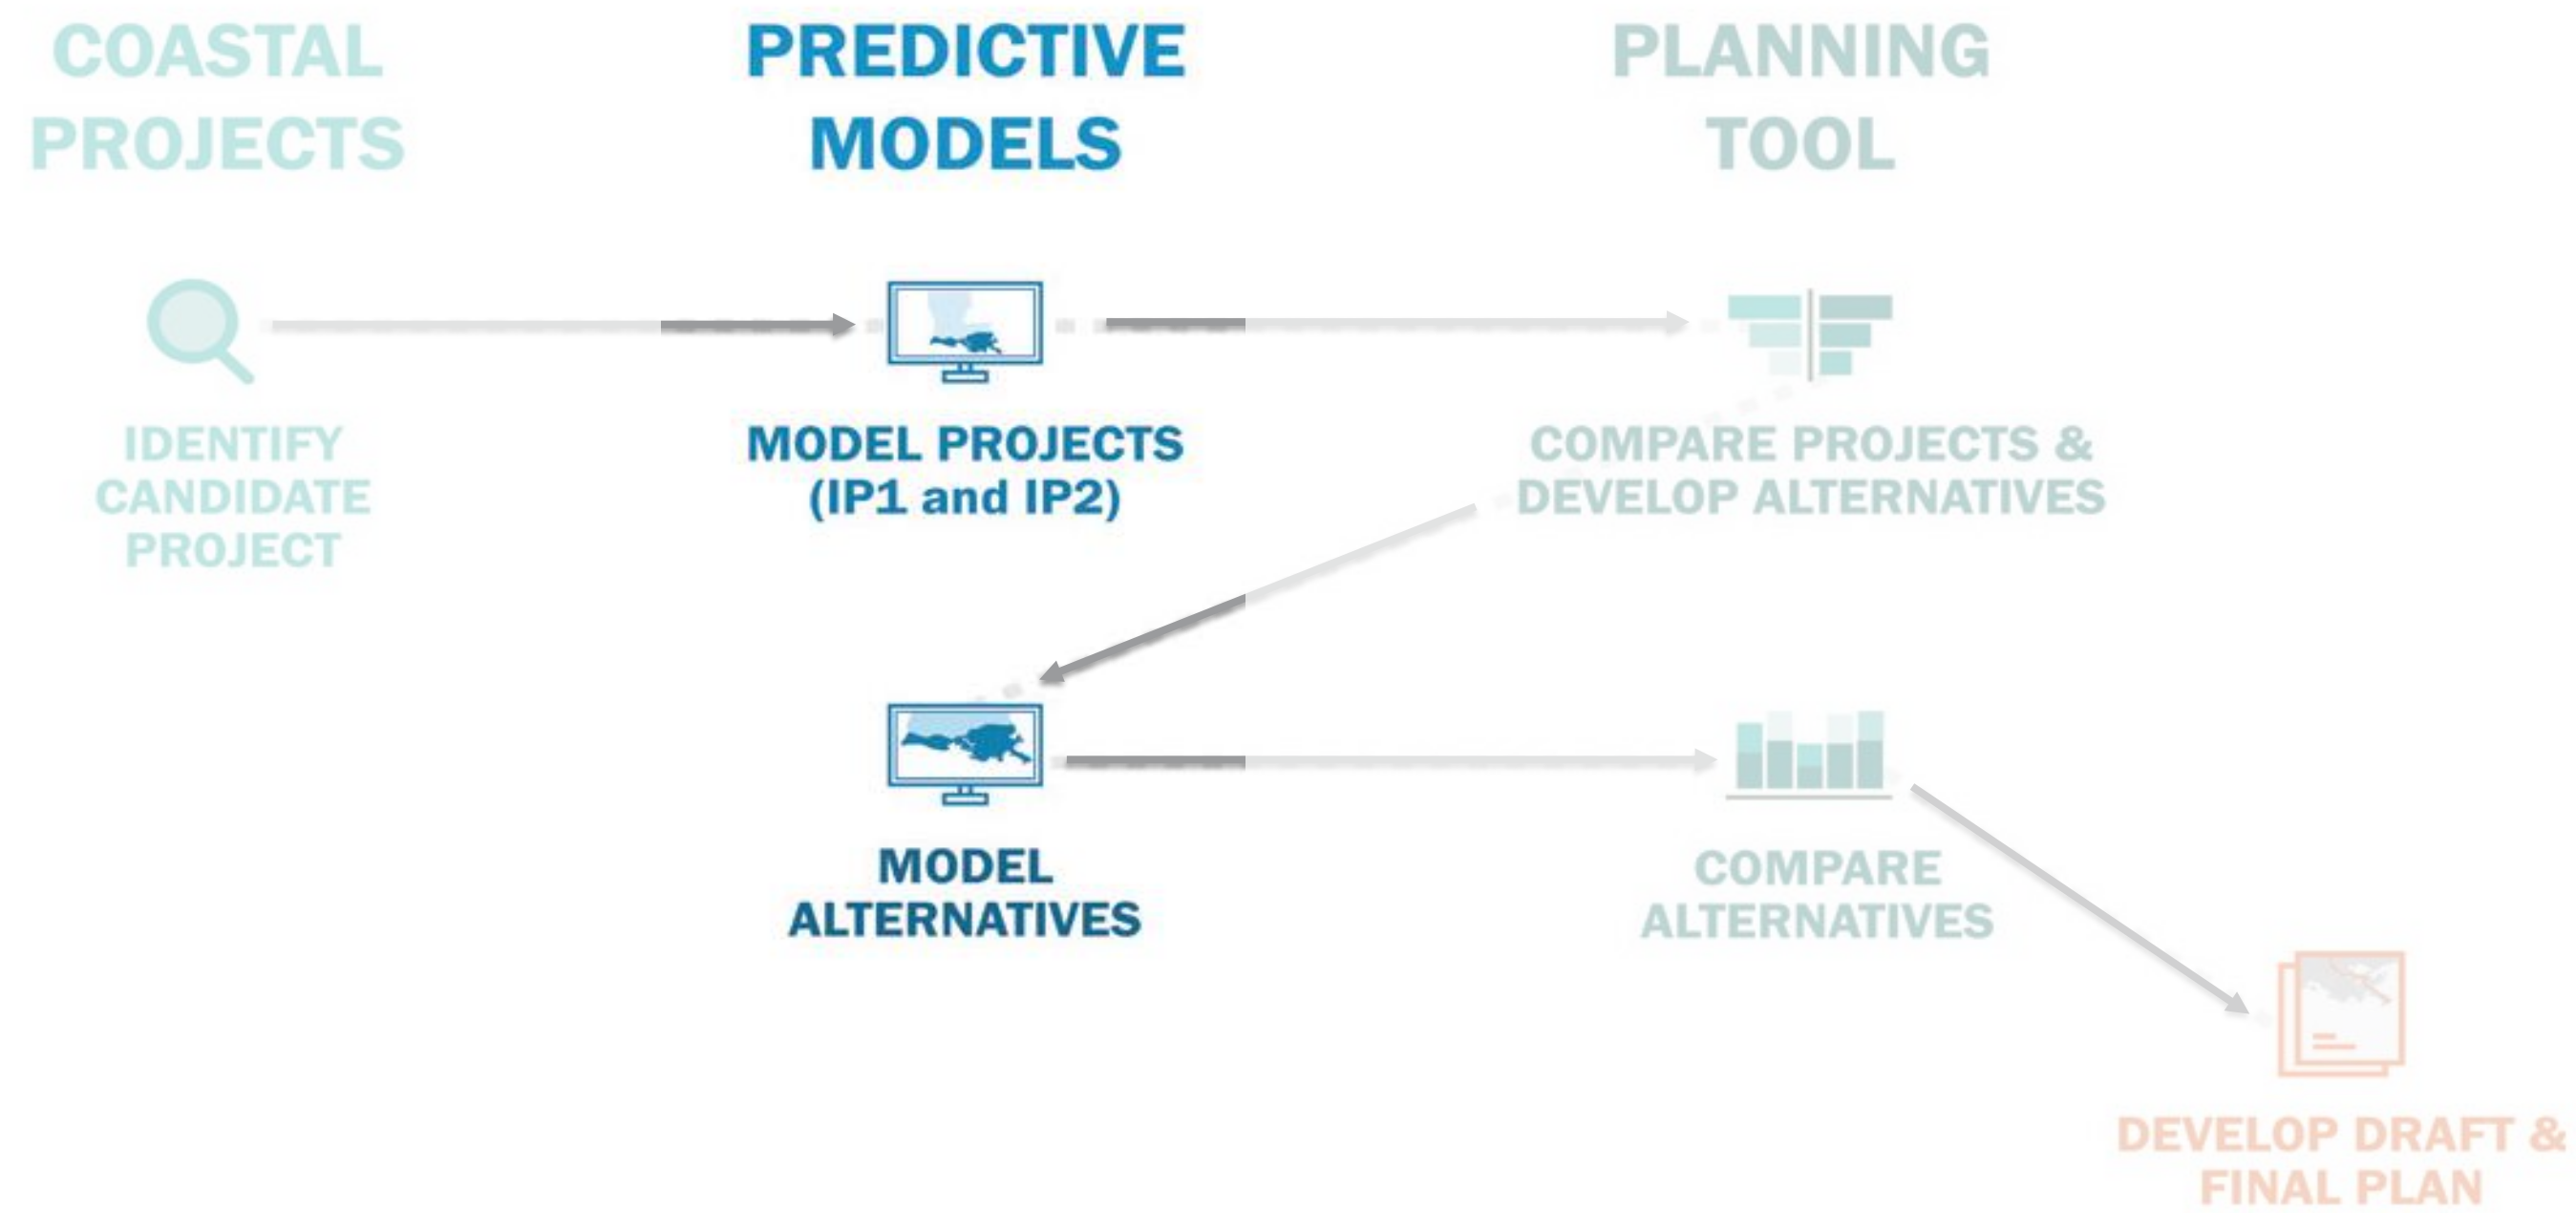 COASTAL
PROJECTS
PREDICTIVE
MODELS
PLANNING
TOOL
IDENTIFY
CANDIDATE
PROJECT
MODEL PROJECTS
(IP1 and IP2)
COMPARE PROJECTS &
DEVELOP ALTERNATIVES
MODEL
ALTERNATIVES
COMPARE
ALTERNATIVES
DEVELOP DRAFT &
FINAL PLAN